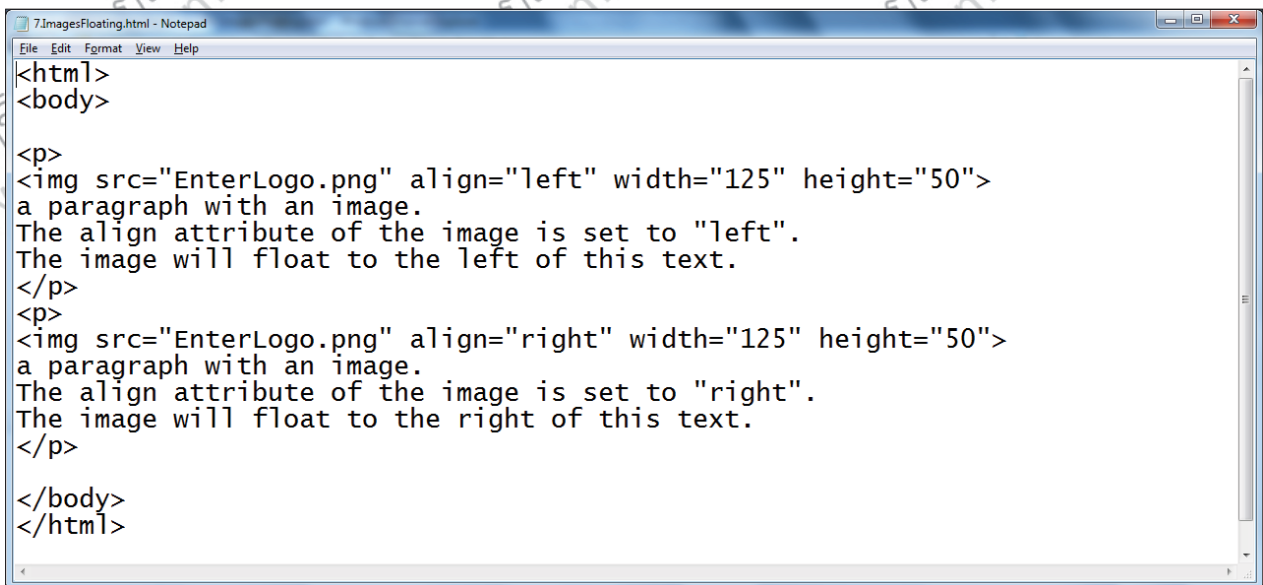 7.ImagesFloating.html - Notepad
File Edit Format View Help
<html>
<body>
<p>
<img src="EnterLogo.png" align="left" width="125" height="50">
a paragraph with an image.
The align attribute of the image is set to "left".
The image will float to the left of this text.
</p>
<p>
<img src="EnterLogo.png" align="right" width="125" height="50">
a paragraph with an image.
The align attribute of the image is set to "right".
The image will float to the right of this text.
</p>
</body>
</html>